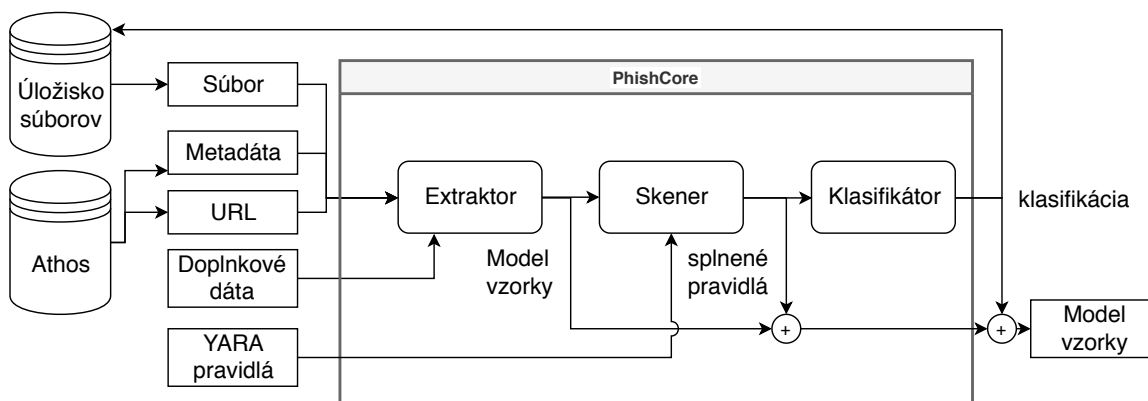 PhishCore
Úložisko
súborov
Súbor
Metadáta
URL
Athos
Doplnkové
dáta
YARA
pravidlá
Extraktor
Skener
Klasifikátor
klasifikácia
Model
vzorky
splnené
pravidlá
+
+
Model
vzorky